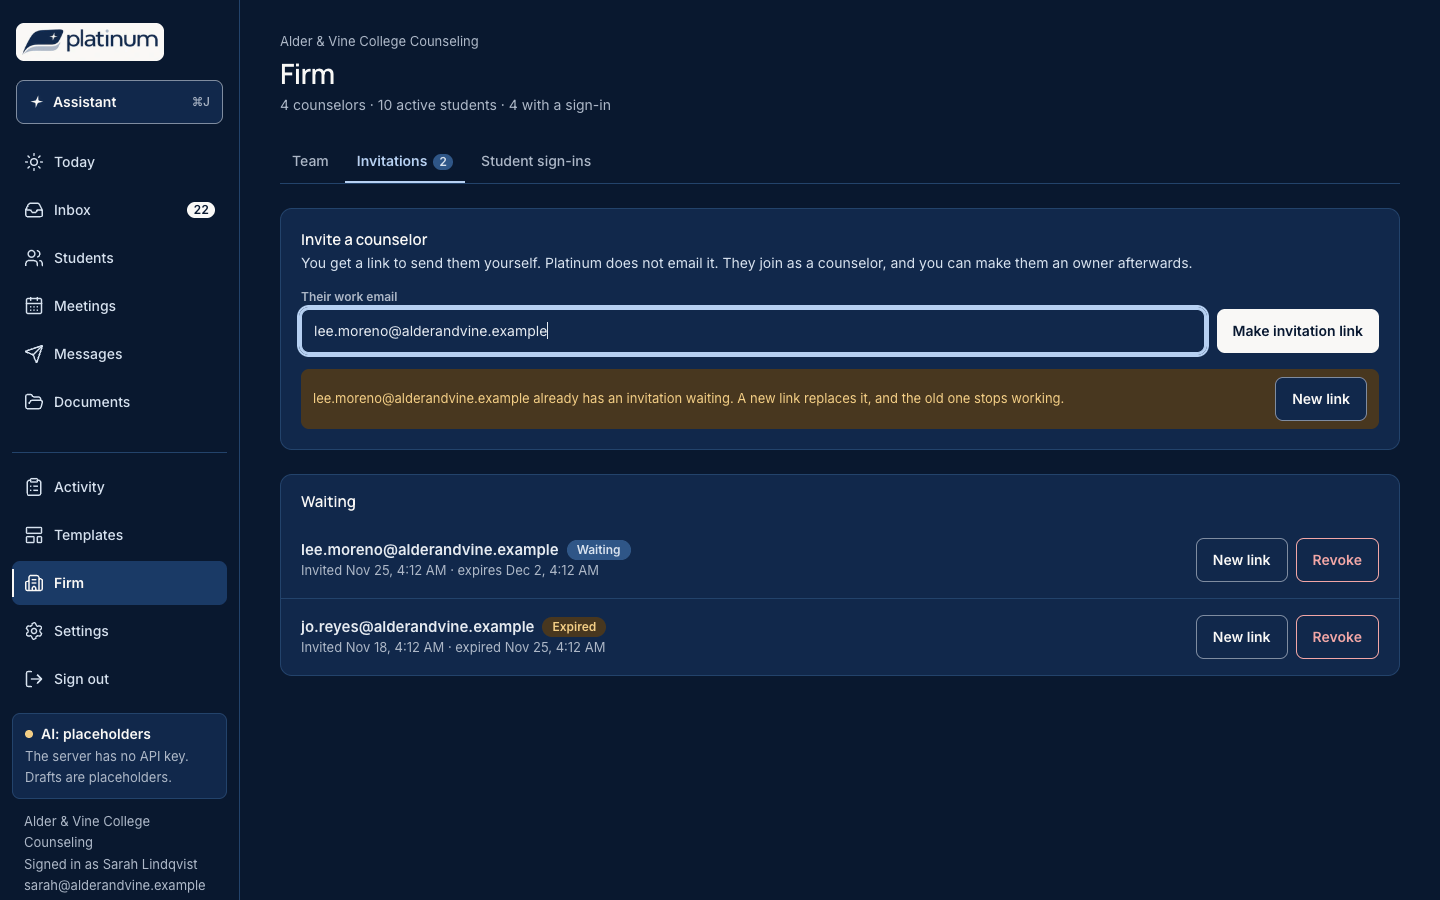 platinum
Assistant ⌘J
Today
Inbox 22
Students
Meetings
Messages
Documents
Activity
Templates
Firm
Settings
Sign out
AI: placeholders
The server has no API key.
Drafts are placeholders.
Alder & Vine College
Counseling
Signed in as Sarah Lindqvist
sarah@alderandvine.example
Alder & Vine College Counseling
Firm
4 counselors · 10 active students · 4 with a sign-in
Team Invitations 2 Student sign-ins
Invite a counselor
You get a link to send them yourself. Platinum does not email it. They join as a counselor, and you can make them an owner afterwards.
Their work email
lee.moreno@alderandvine.example Make invitation link
lee.moreno@alderandvine.example already has an invitation waiting. A new link replaces it, and the old one stops working. New link
Waiting
lee.moreno@alderandvine.example Waiting New link Revoke
Invited Nov 25, 4:12 AM · expires Dec 2, 4:12 AM
jo.reyes@alderandvine.example Expired New link Revoke
Invited Nov 18, 4:12 AM · expired Nov 25, 4:12 AM